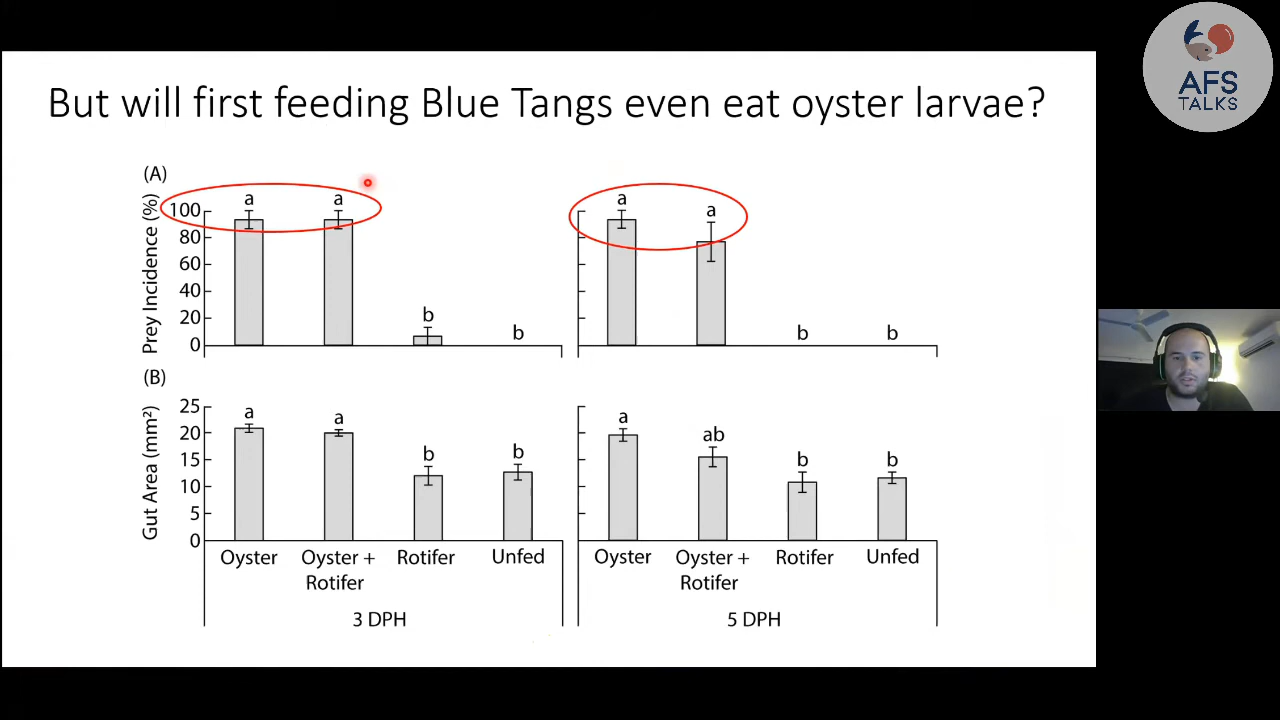 AFS
TALKS
But will first feeding Blue Tangs even eat oyster larvae?
(A)
Prey Incidence (%)
100
80
60
40
20
0
a
a
b
b
a
a
b
b
(B)
Gut Area (mm²)
25
20
15
10
5
0
a
a
b
b
a
ab
b
b
Oyster
Oyster +
Rotifer
Rotifer
Unfed
Oyster
Oyster +
Rotifer
Rotifer
Unfed
3 DPH
5 DPH